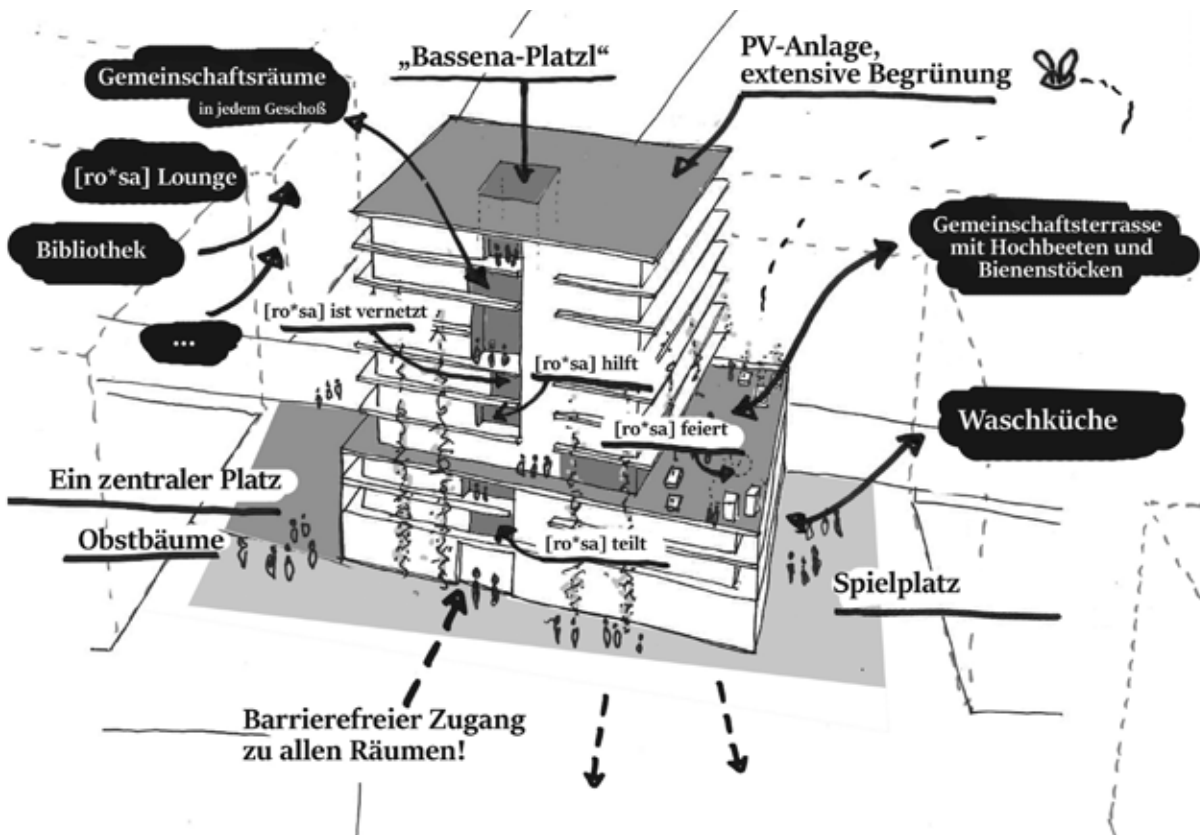 „Bassena-Platzl“
PV-Anlage,
extensive Begrünung
Gemeinschaftsräume
in jedem Geschoß
[ro*sa] Lounge
Bibliothek
...
Gemeinschaftsterrasse
mit Hochbeeten und
Bienenstöcken
[ro*sa] ist vernetzt
[ro*sa] hilft
[ro*sa] feiert
Waschküche
Ein zentraler Platz
Obstbäume
[ro*sa] teilt
Spielplatz
Barrierefreier Zugang
zu allen Räumen!